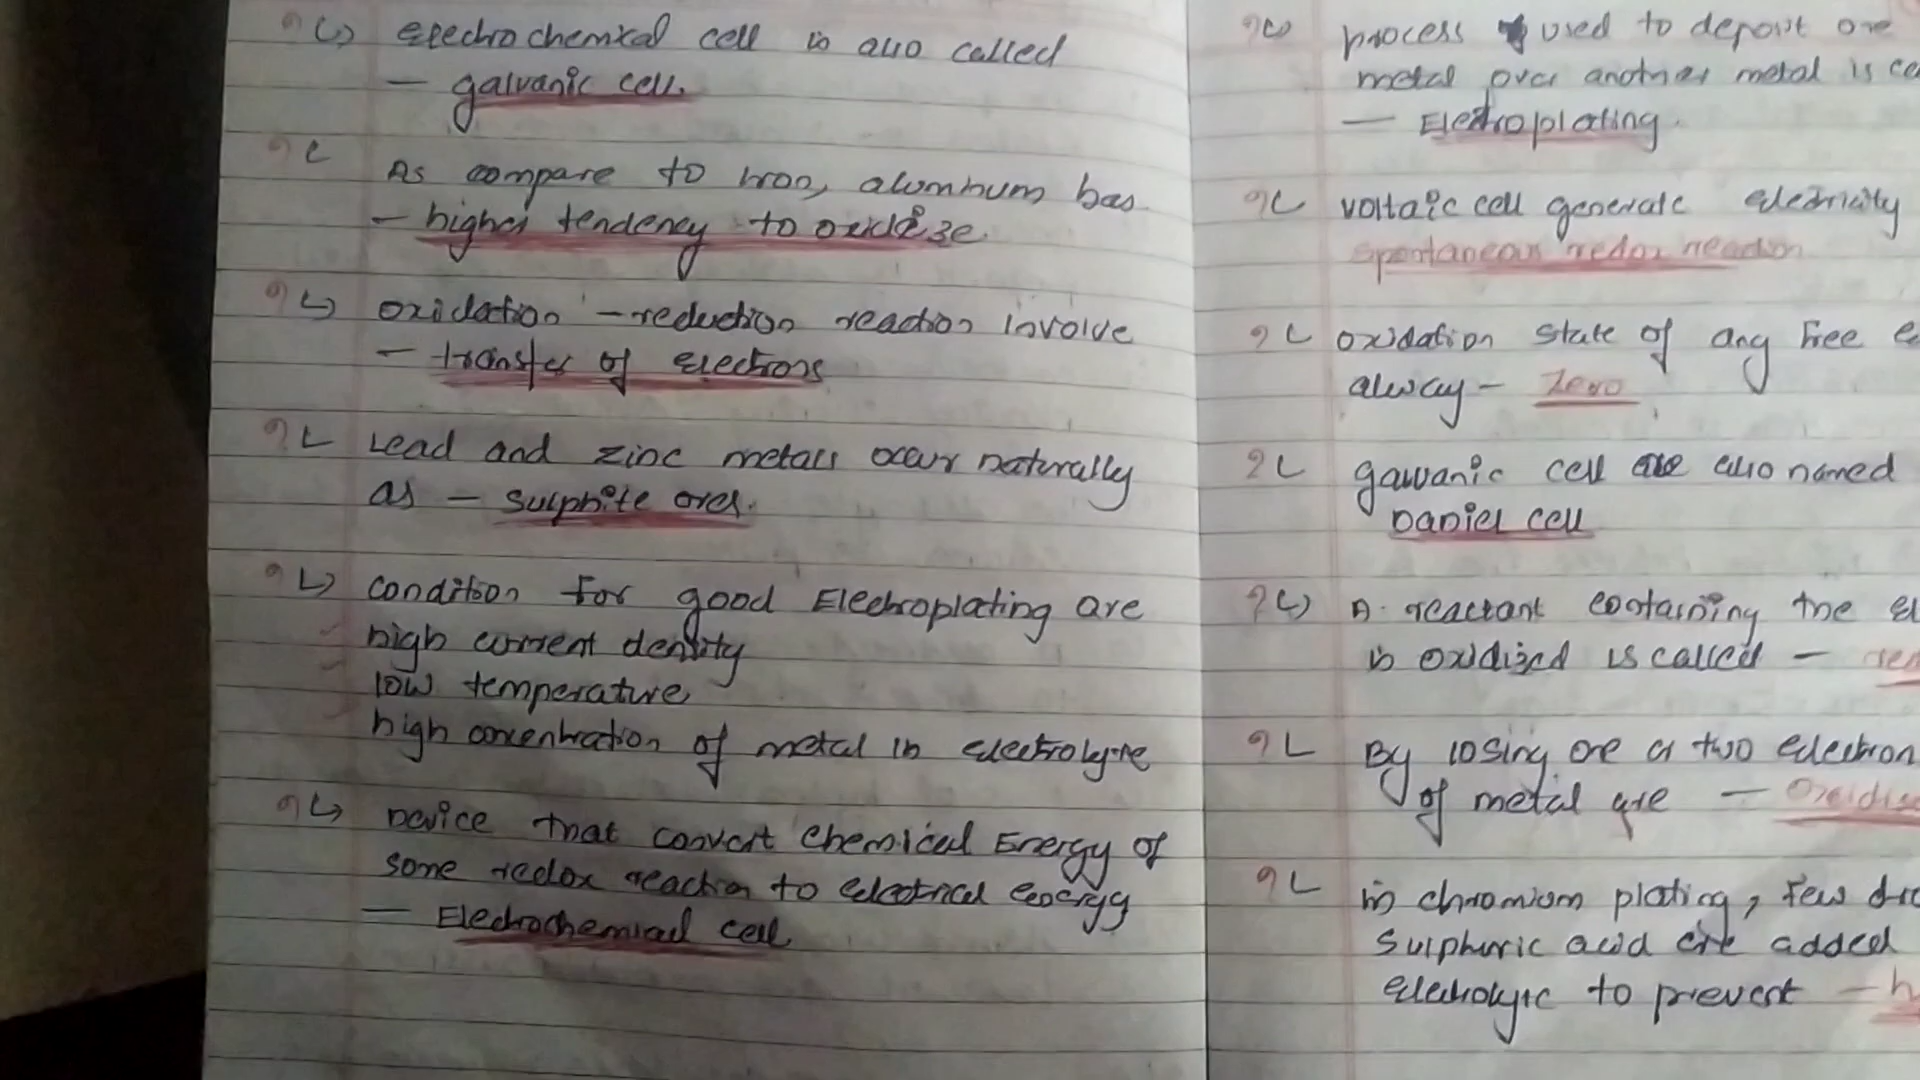 electrochemical cell is also called
— galvanic cell.
As compare to iron, aluminum has
— higher tendency to oxidize
oxidation - reduction reaction involve
— transfer of electrons
Lead and zinc metals occur naturally
as — sulphite ores.
condition for good Electroplating are
high current density
low temperature
high concentration of metal in electrolyte
Device that convert chemical Energy of
some redox reaction to electrical energy
— Electrochemical cell
process used to deposit one
metal over another metal is
— Electroplating.
voltaic cell generate electricity
spontaneous redox reaction
oxidation state of any free
alway — zero
galvanic cell are also named
Daniel cell
A reactant containing the
is oxidized is called —
By losing one or two electron
of metal are —
in chromium plating, few
sulphuric acid are added
electrolyte to prevent —